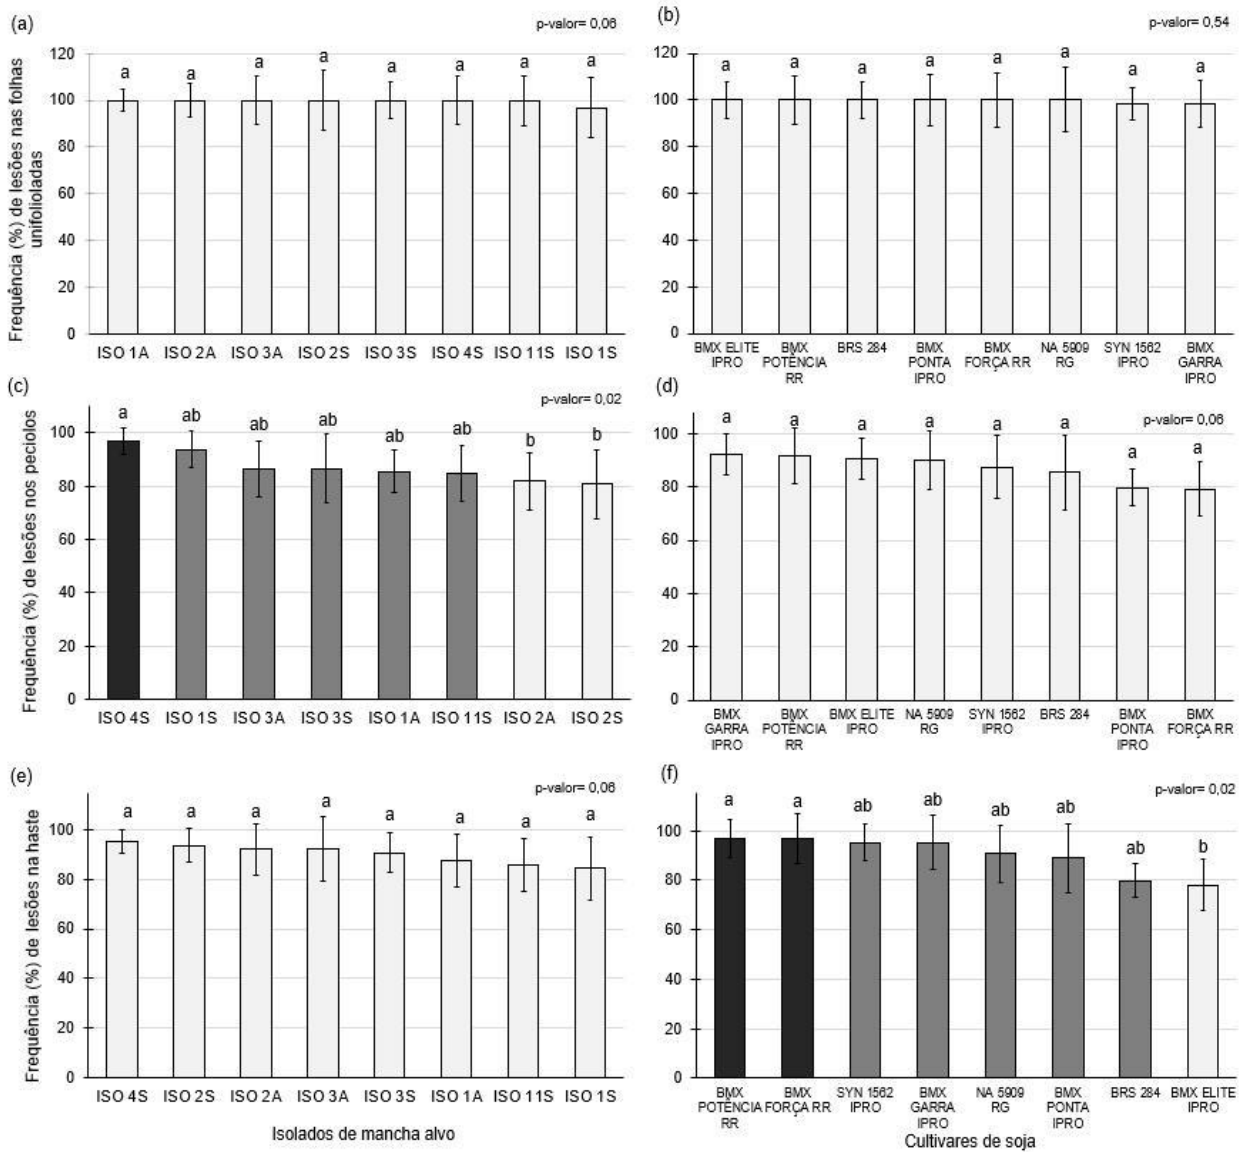 (a)
p-valor= 0,06
Frequência (%) de lesões nas folhas
unifolioladas
120
100
80
60
40
20
0
a a a a a a a a
ISO 1A ISO 2A ISO 3A ISO 2S ISO 3S ISO 4S ISO 11S ISO 1S
(b)
p-valor= 0,54
120
100
80
60
40
20
0
a a a a a a a a
BMX ELITE BMX BRS 284 BMX BMX NA 5909 SYN 1562 BMX
IPRO POTÊNCIA PONTA FORÇA RR RG IPRO GARRA
RR IPRO IPRO
(c)
p-valor= 0,02
Frequência (%) de lesões nos pecíolos
100
80
60
40
20
0
a ab ab ab ab ab b b
ISO 4S ISO 1S ISO 3A ISO 3S ISO 1A ISO 11S ISO 2A ISO 2S
(d)
p-valor= 0,06
100
80
60
40
20
0
a a a a a a a a
BMX BMX BMX ELITE NA 5909 SYN 1562 BRS 284 BMX BMX
GARRA POTÊNCIA IPRO RG IPRO PONTA FORÇA RR
IPRO RR IPRO
(e)
p-valor= 0,06
Frequência (%) de lesões na haste
100
80
60
40
20
0
a a a a a a a a
ISO 4S ISO 2S ISO 2A ISO 3A ISO 3S ISO 1A ISO 11S ISO 1S
Isolados de mancha alvo
(f)
p-valor= 0,02
100
80
60
40
20
0
a a ab ab ab ab ab b
BMX BMX SYN 1562 BMX NA 5909 BMX BRS 284 BMX ELITE
POTÊNCIA FORÇA RR IPRO GARRA RG PONTA IPRO
RR IPRO IPRO
Cultivares de soja